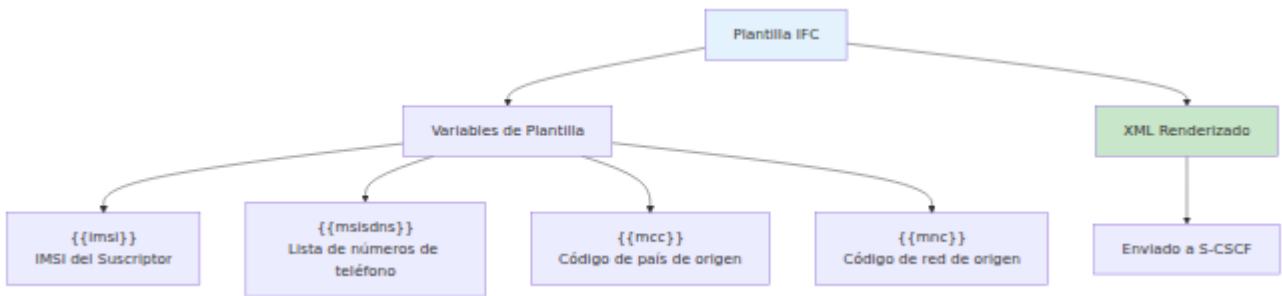 Plantilla IFC
Variables de Plantilla
XML Renderizado
{{imsi}}
IMSI del Suscriptor
{{msisdns}}
Lista de números de
teléfono
{{mcc}}
Código de país de origen
{{mnc}}
Código de red de origen
Enviado a S-CSCF